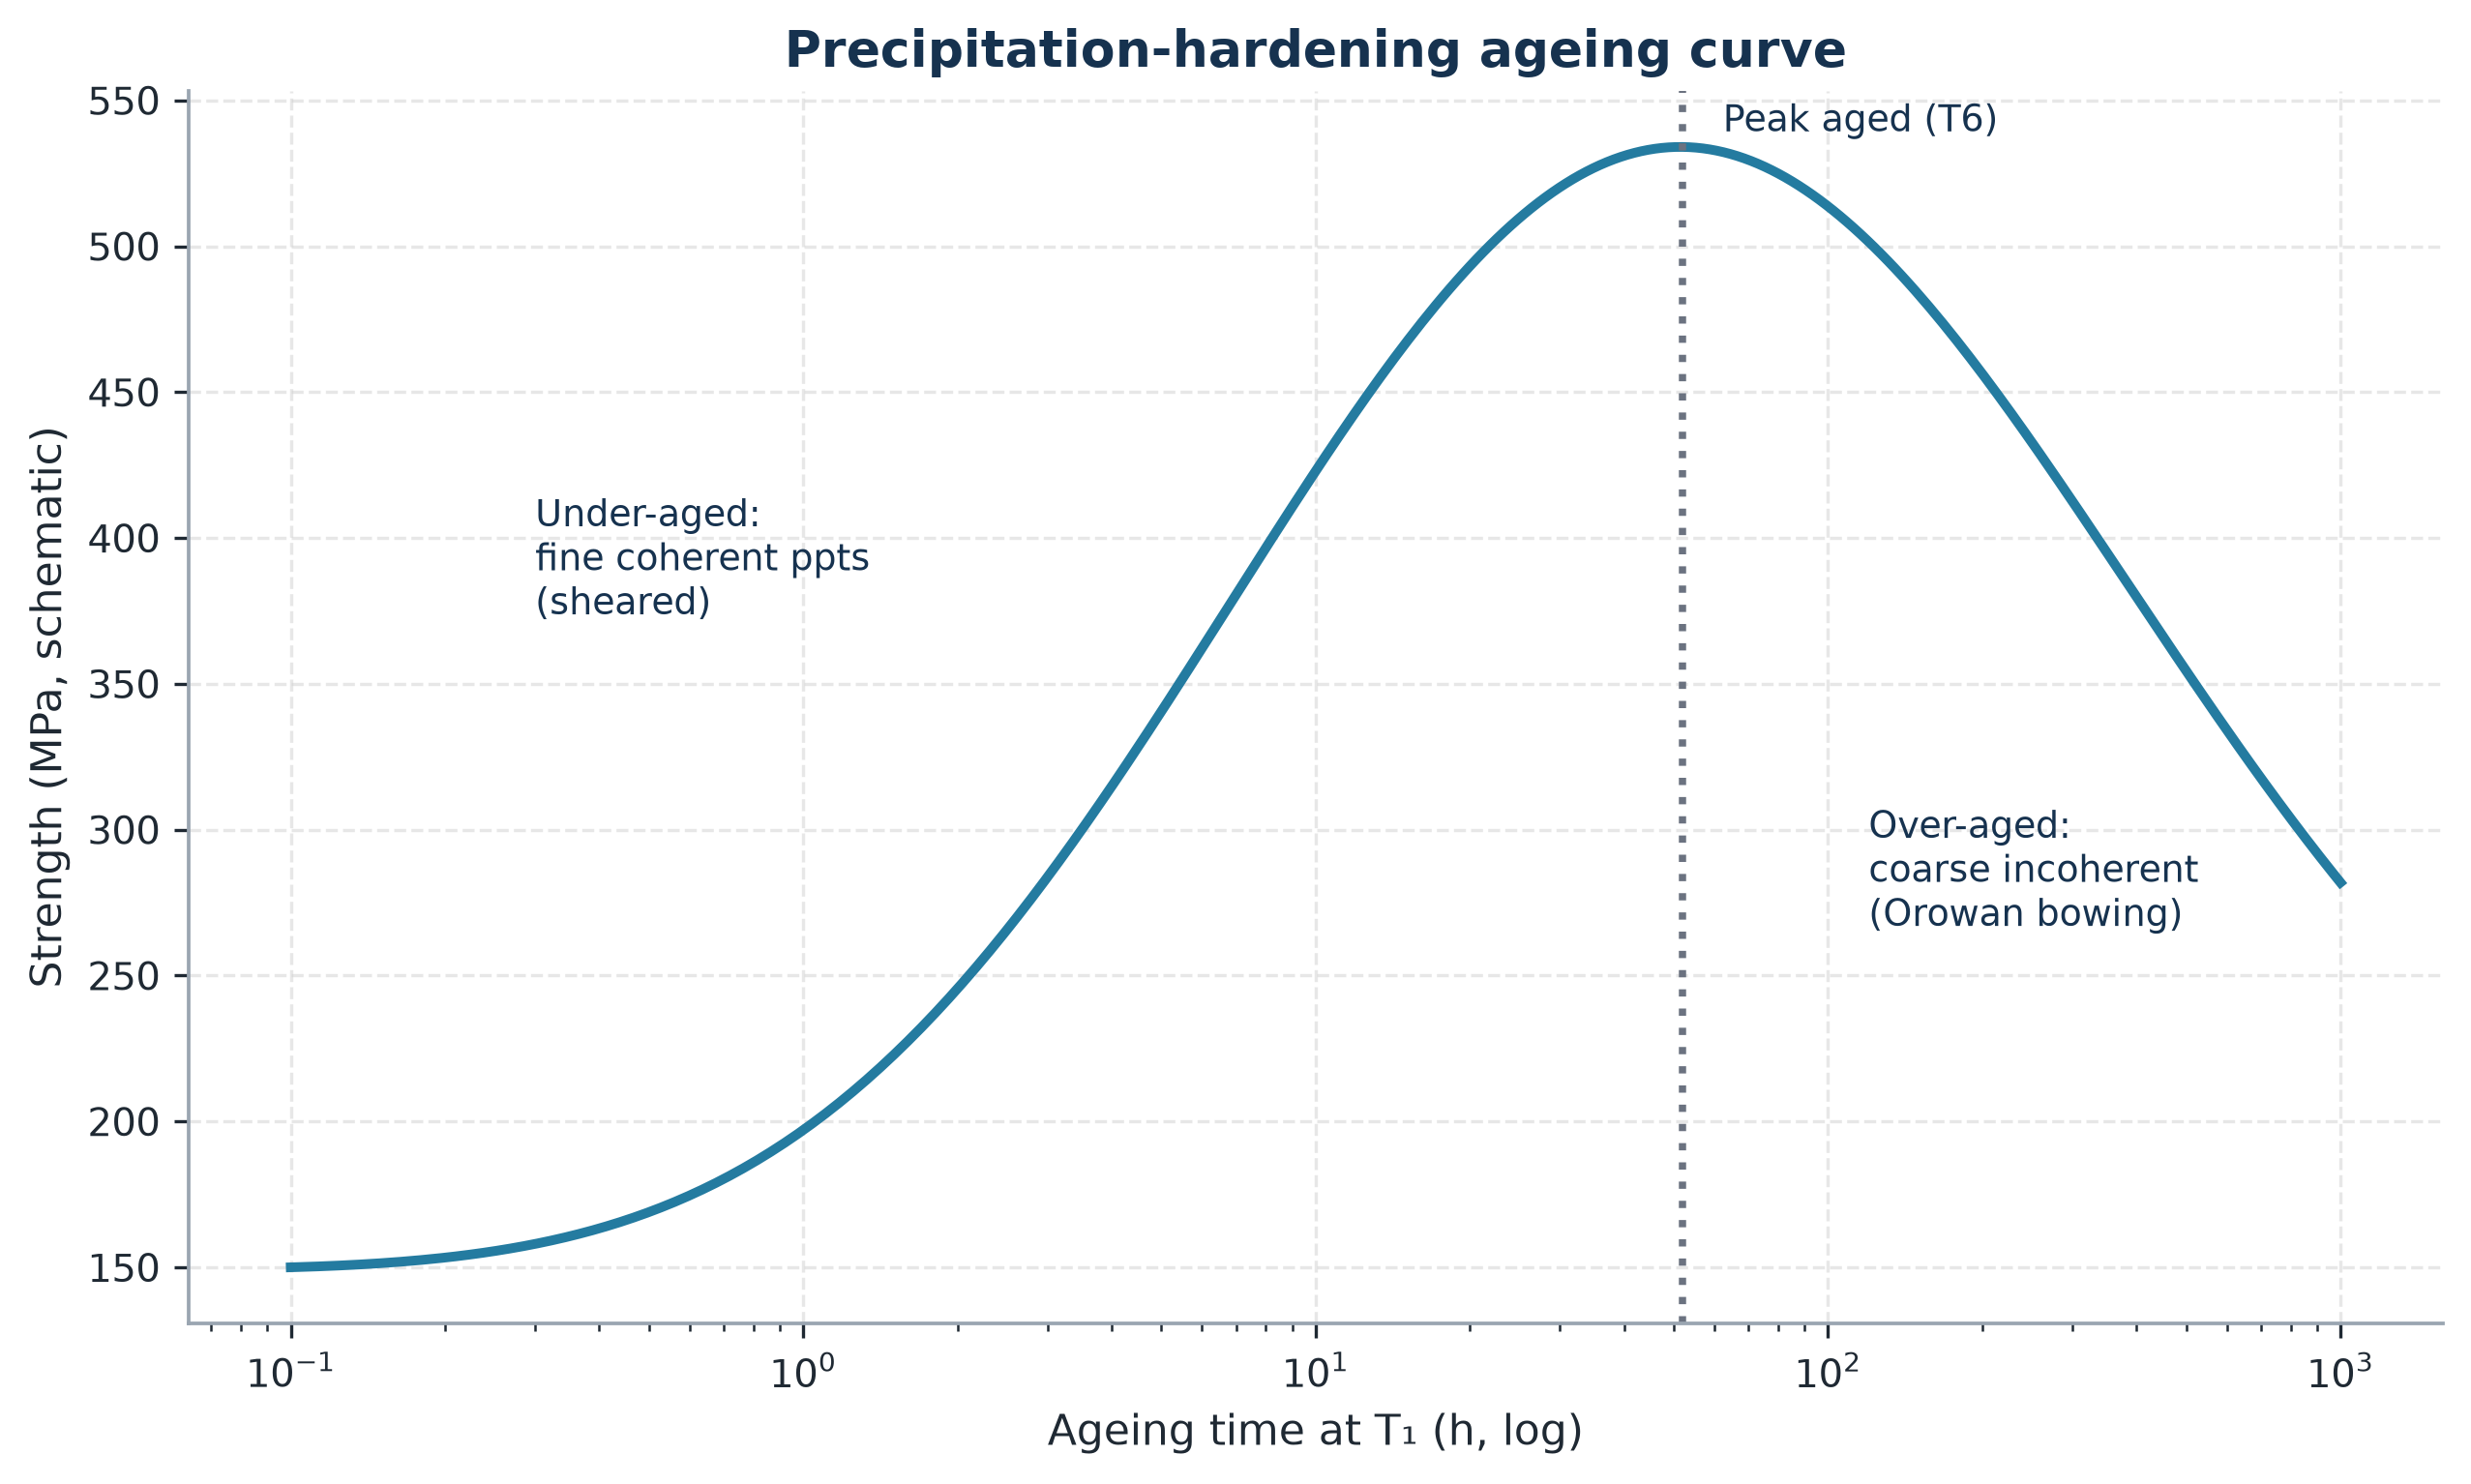 Precipitation-hardening ageing curve
Peak aged (T6)
550
500
450
400
350
300
250
200
150
Strength (MPa, schematic)
Under-aged:
fine coherent ppts
(sheared)
Over-aged:
coarse incoherent
(Orowan bowing)
10⁻¹ 10⁰ 10¹ 10² 10³
Ageing time at T₁ (h, log)